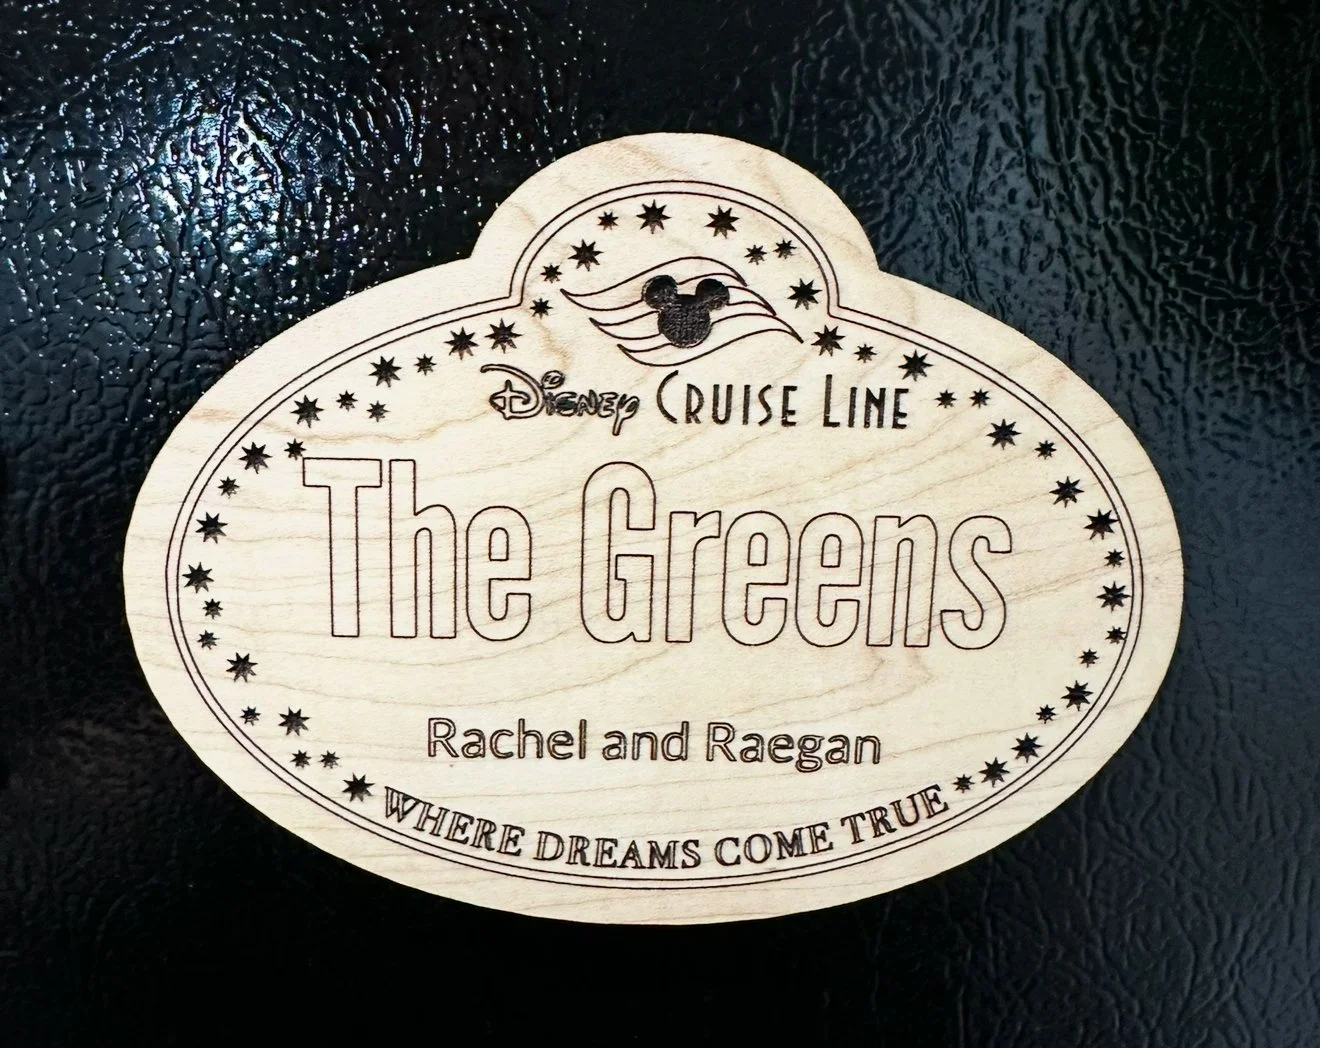 Disney Cruise Line
The Greens
Rachel and Raegan
WHERE DREAMS COME TRUE